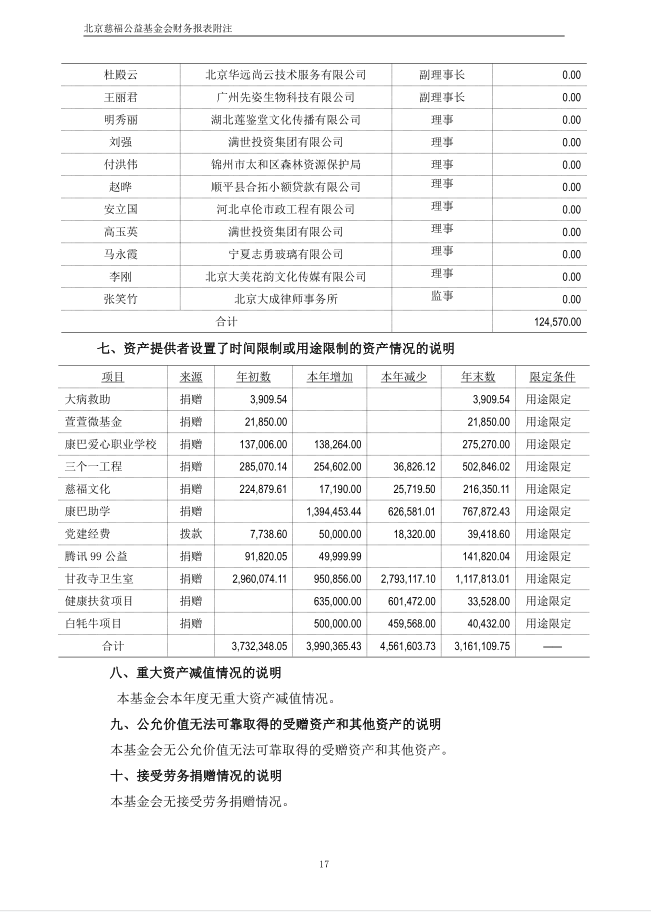 北京慈福公益基金会财务报表附注
杜殿云 北京华远尚云技术服务有限公司 副理事长 0.00
王丽君 广州先姿生物科技有限公司 副理事长 0.00
明秀丽 湖北莲鉴堂文化传播有限公司 理事 0.00
刘强 满世投资集团有限公司 理事 0.00
付洪伟 锦州市太和区森林资源保护局 理事 0.00
赵晔 顺平县合拓小额贷款有限公司 理事 0.00
安立国 河北卓伦市政工程有限公司 理事 0.00
高玉英 满世投资集团有限公司 理事 0.00
马永霞 宁夏志勇玻璃有限公司 理事 0.00
李刚 北京大美花韵文化传媒有限公司 理事 0.00
张笑竹 北京大成律师事务所 监事 0.00
合计 124,570.00
七、资产提供者设置了时间限制或用途限制的资产情况的说明
项目 来源 年初数 本年增加 本年减少 年末数 限定条件
大病救助 捐赠 3,909.54 3,909.54 用途限定
萱萱微基金 捐赠 21,850.00 21,850.00 用途限定
康巴爱心职业学校 捐赠 137,006.00 138,264.00 275,270.00 用途限定
三个一工程 捐赠 285,070.14 254,602.00 36,826.12 502,846.02 用途限定
慈福文化 捐赠 224,879.61 17,190.00 25,719.50 216,350.11 用途限定
康巴助学 捐赠 1,394,453.44 626,581.01 767,872.43 用途限定
党建经费 拨款 7,738.60 50,000.00 18,320.00 39,418.60 用途限定
腾讯 99 公益 捐赠 91,820.05 49,999.99 141,820.04 用途限定
甘孜寺卫生室 捐赠 2,960,074.11 950,856.00 2,793,117.10 1,117,813.01 用途限定
健康扶贫项目 捐赠 635,000.00 601,472.00 33,528.00 用途限定
白牦牛项目 捐赠 500,000.00 459,568.00 40,432.00 用途限定
合计 3,732,348.05 3,990,365.43 4,561,603.73 3,161,109.75 ——
八、重大资产减值情况的说明
本基金会本年度无重大资产减值情况。
九、公允价值无法可靠取得的受赠资产和其他资产的说明
本基金会无公允价值无法可靠取得的受赠资产和其他资产。
十、接受劳务捐赠情况的说明
本基金会无接受劳务捐赠情况。
17